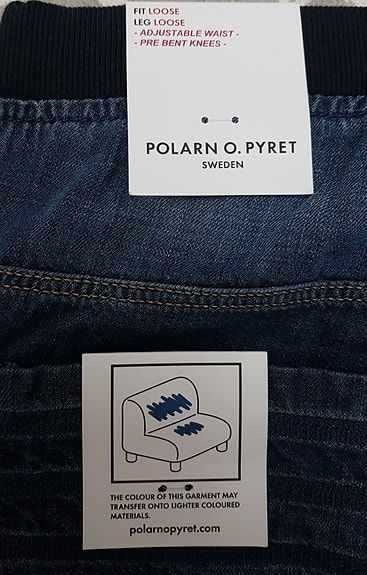 FIT LOOSE
LEG LOOSE
- ADJUSTABLE WAIST -
- PRE BENT KNEES -
POLARN O. PYRET
SWEDEN
THE COLOUR OF THIS GARMENT MAY
TRANSFER ONTO LIGHTER COLOURED
MATERIALS.
polarnopyret.com